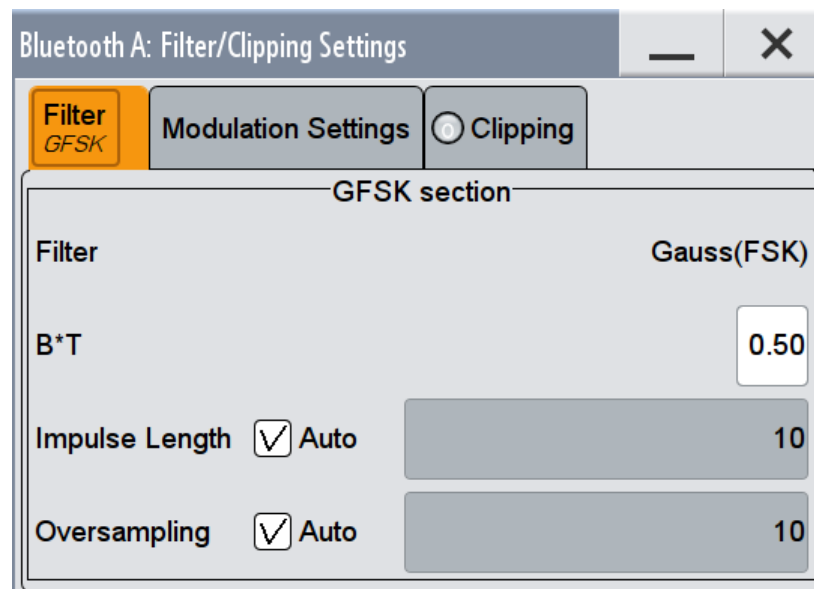 Bluetooth A: Filter/Clipping Settings
Filter
GFSK
Modulation Settings
Clipping
GFSK section
Filter Gauss(FSK)
B*T 0.50
Impulse Length Auto 10
Oversampling Auto 10